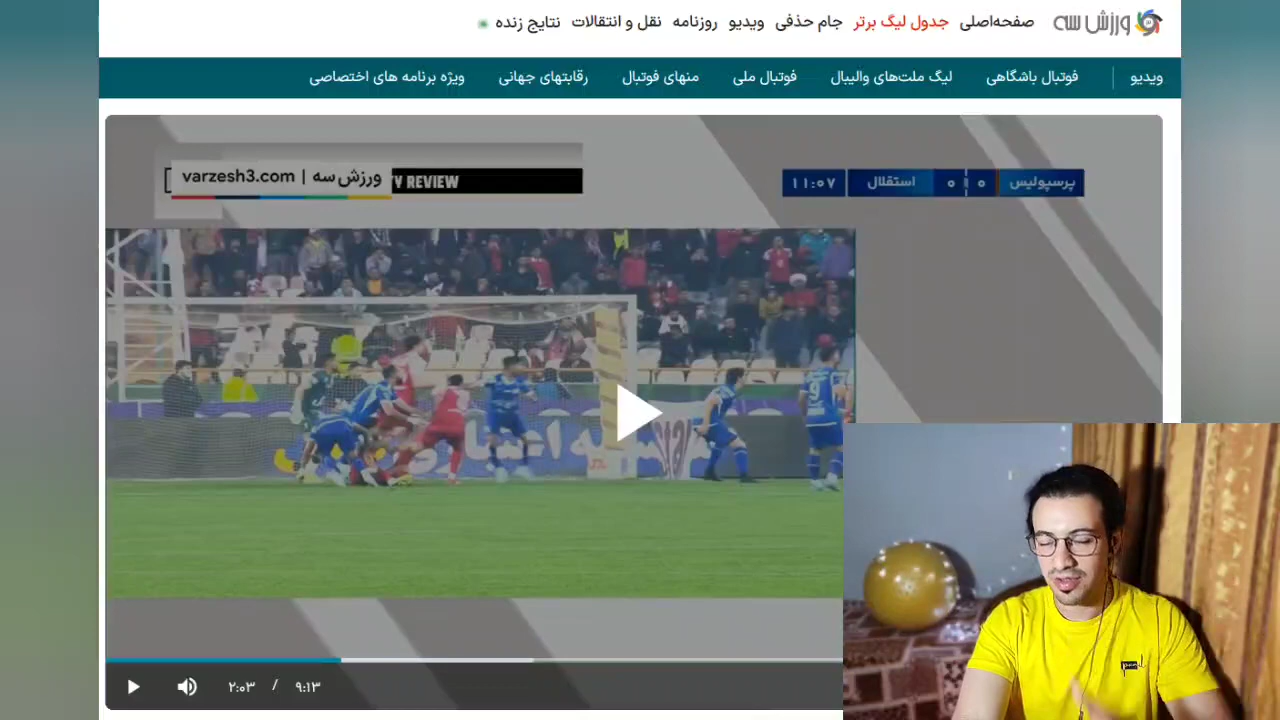 ورزش سه صفحه‌اصلی جدول لیگ برتر جام حذفی ویدیو روزنامه نقل و انتقالات نتایج زنده
ویدیو فوتبال باشگاهی لیگ ملت‌های والیبال فوتبال ملی منهای فوتبال رقابتهای جهانی ویژه برنامه های اختصاصی
ورزش سه | varzesh3.com
REVIEW
پرسپولیس ۰ ۰ استقلال ۱۱:۰۷
9
۲:۰۳ / ۹:۱۳